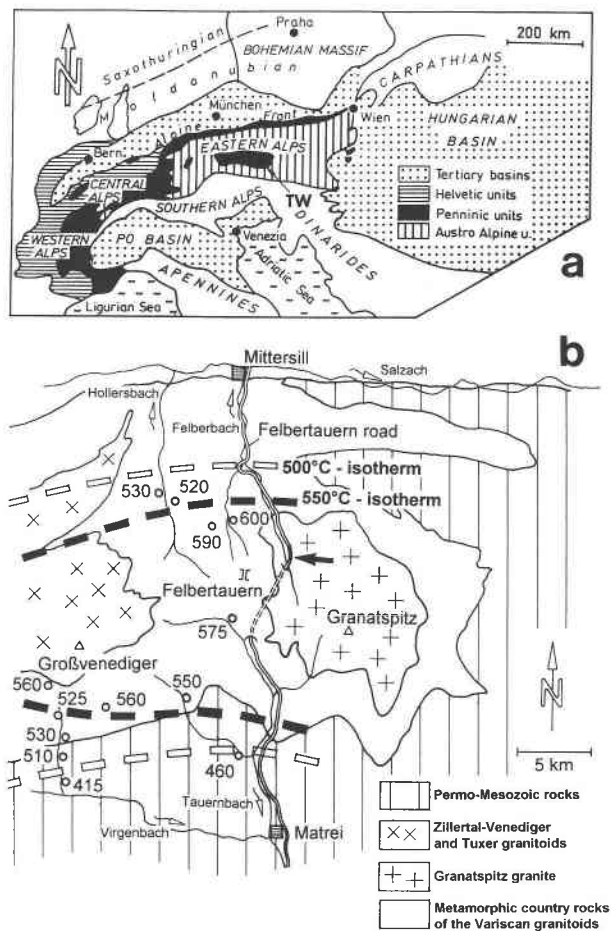 Praha
200 km
N
BOHEMIAN MASSIF
Saxothuringian
Moldanubian
CARPATHIANS
München
Wien
Alpine Front
HUNGARIAN
BASIN
Bern
EASTERN ALPS
CENTRAL
ALPS
SOUTHERN ALPS
TW
DINARIDES
WESTERN
ALPS
PO BASIN
Venezia
Adriatic Sea
APENNINES
Ligurian Sea
Tertiary basins
Helvetic units
Penninic units
Austro Alpine u.
a
b
Mittersill
Salzach
Hollersbach
Felberbach
Felbertauern road
500°C - isotherm
530
520
550°C - isotherm
600
590
Felbertauern
Granatspitz
575
Großvenediger
N
560
550
525
560
530
510
460
415
5 km
Tauernbach
Virgenbach
Matrei
Permo-Mesozoic rocks
Zillertal-Venediger
and Tuxer granitoids
Granatspitz granite
Metamorphic country rocks
of the Variscan granitoids